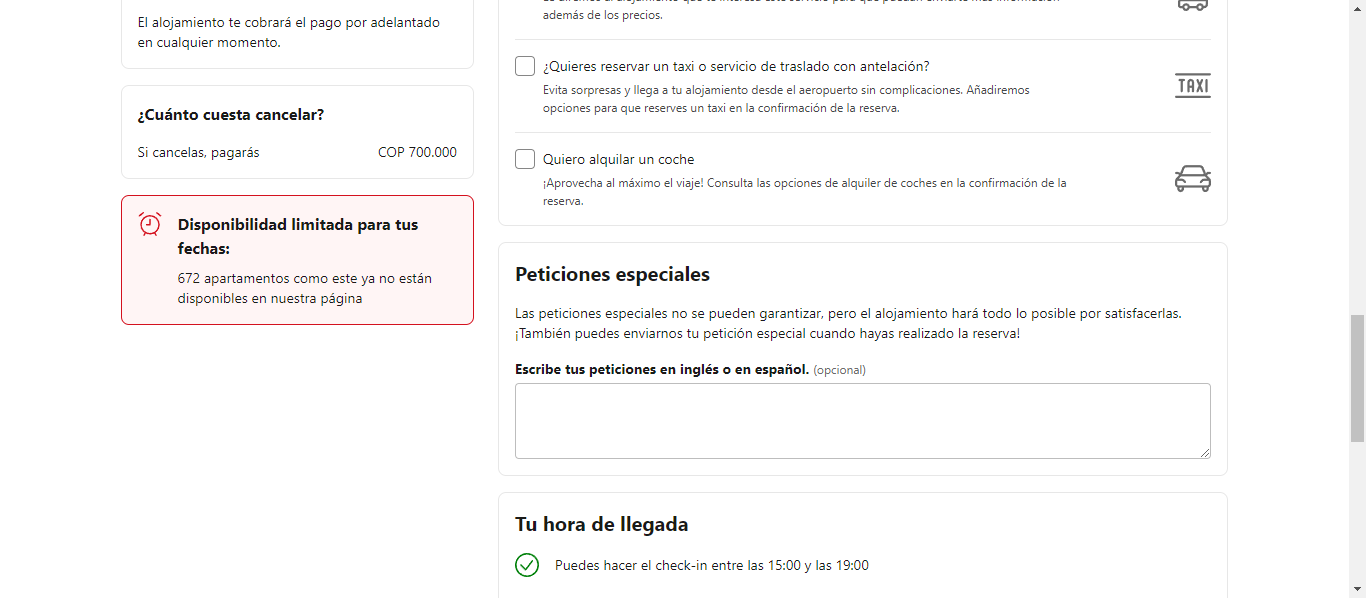 El alojamiento te cobrará el pago por adelantado
en cualquier momento.
¿Cuánto cuesta cancelar?
Si cancelas, pagarás COP 700.000
Disponibilidad limitada para tus
fechas:
672 apartamentos como este ya no están
disponibles en nuestra página
además de los precios.
¿Quieres reservar un taxi o servicio de traslado con antelación?
Evita sorpresas y llega a tu alojamiento desde el aeropuerto sin complicaciones. Añadiremos
opciones para que reserves un taxi en la confirmación de la reserva.
TAXI
Quiero alquilar un coche
¡Aprovecha al máximo el viaje! Consulta las opciones de alquiler de coches en la confirmación de la
reserva.
Peticiones especiales
Las peticiones especiales no se pueden garantizar, pero el alojamiento hará todo lo posible por satisfacerlas.
¡También puedes enviarnos tu petición especial cuando hayas realizado la reserva!
Escribe tus peticiones en inglés o en español. (opcional)
Tu hora de llegada
Puedes hacer el check-in entre las 15:00 y las 19:00